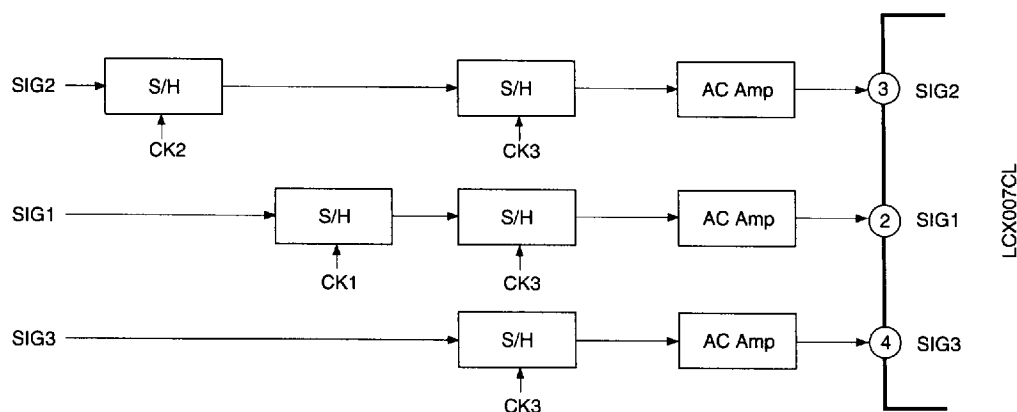 SIG2 S/H S/H AC Amp 3 SIG2
CK2 CK3
SIG1 S/H S/H AC Amp 2 SIG1
CK1 CK3
SIG3 S/H AC Amp 4 SIG3
CK3
LCX007CL